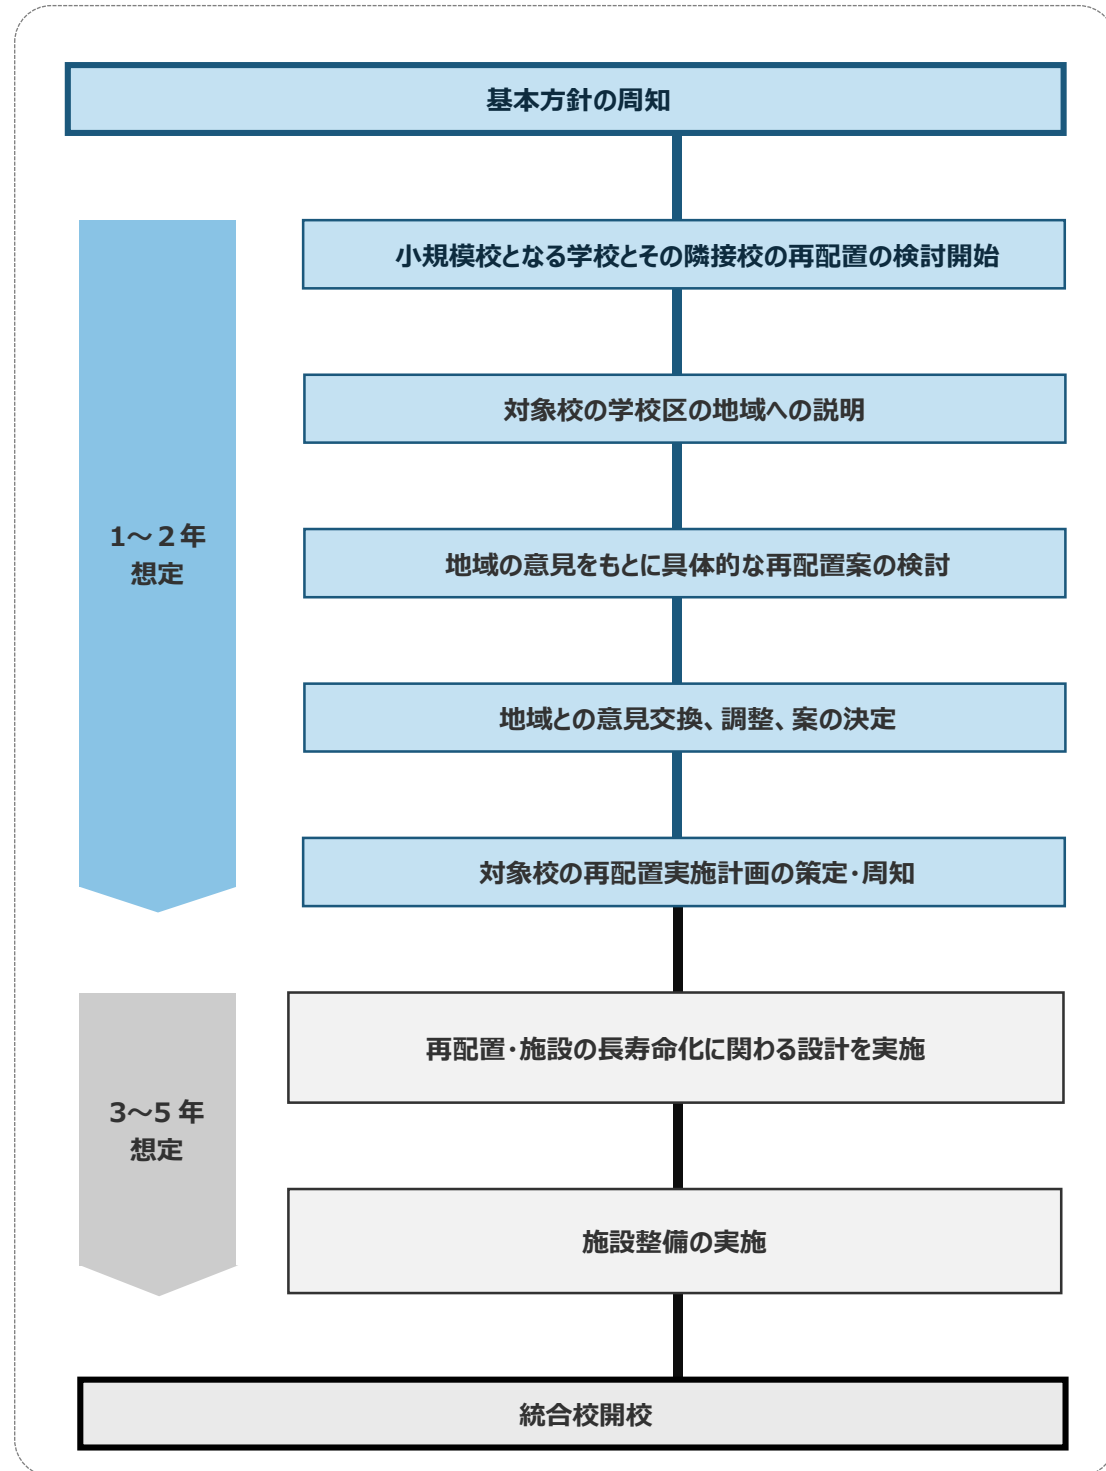 基本方針の周知
小規模校となる学校とその隣接校の再配置の検討開始
対象校の学校区の地域への説明
1～２年
想定
地域の意見をもとに具体的な再配置案の検討
地域との意見交換、調整、案の決定
対象校の再配置実施計画の策定・周知
再配置・施設の長寿命化に関わる設計を実施
3～5 年
想定
施設整備の実施
統合校開校